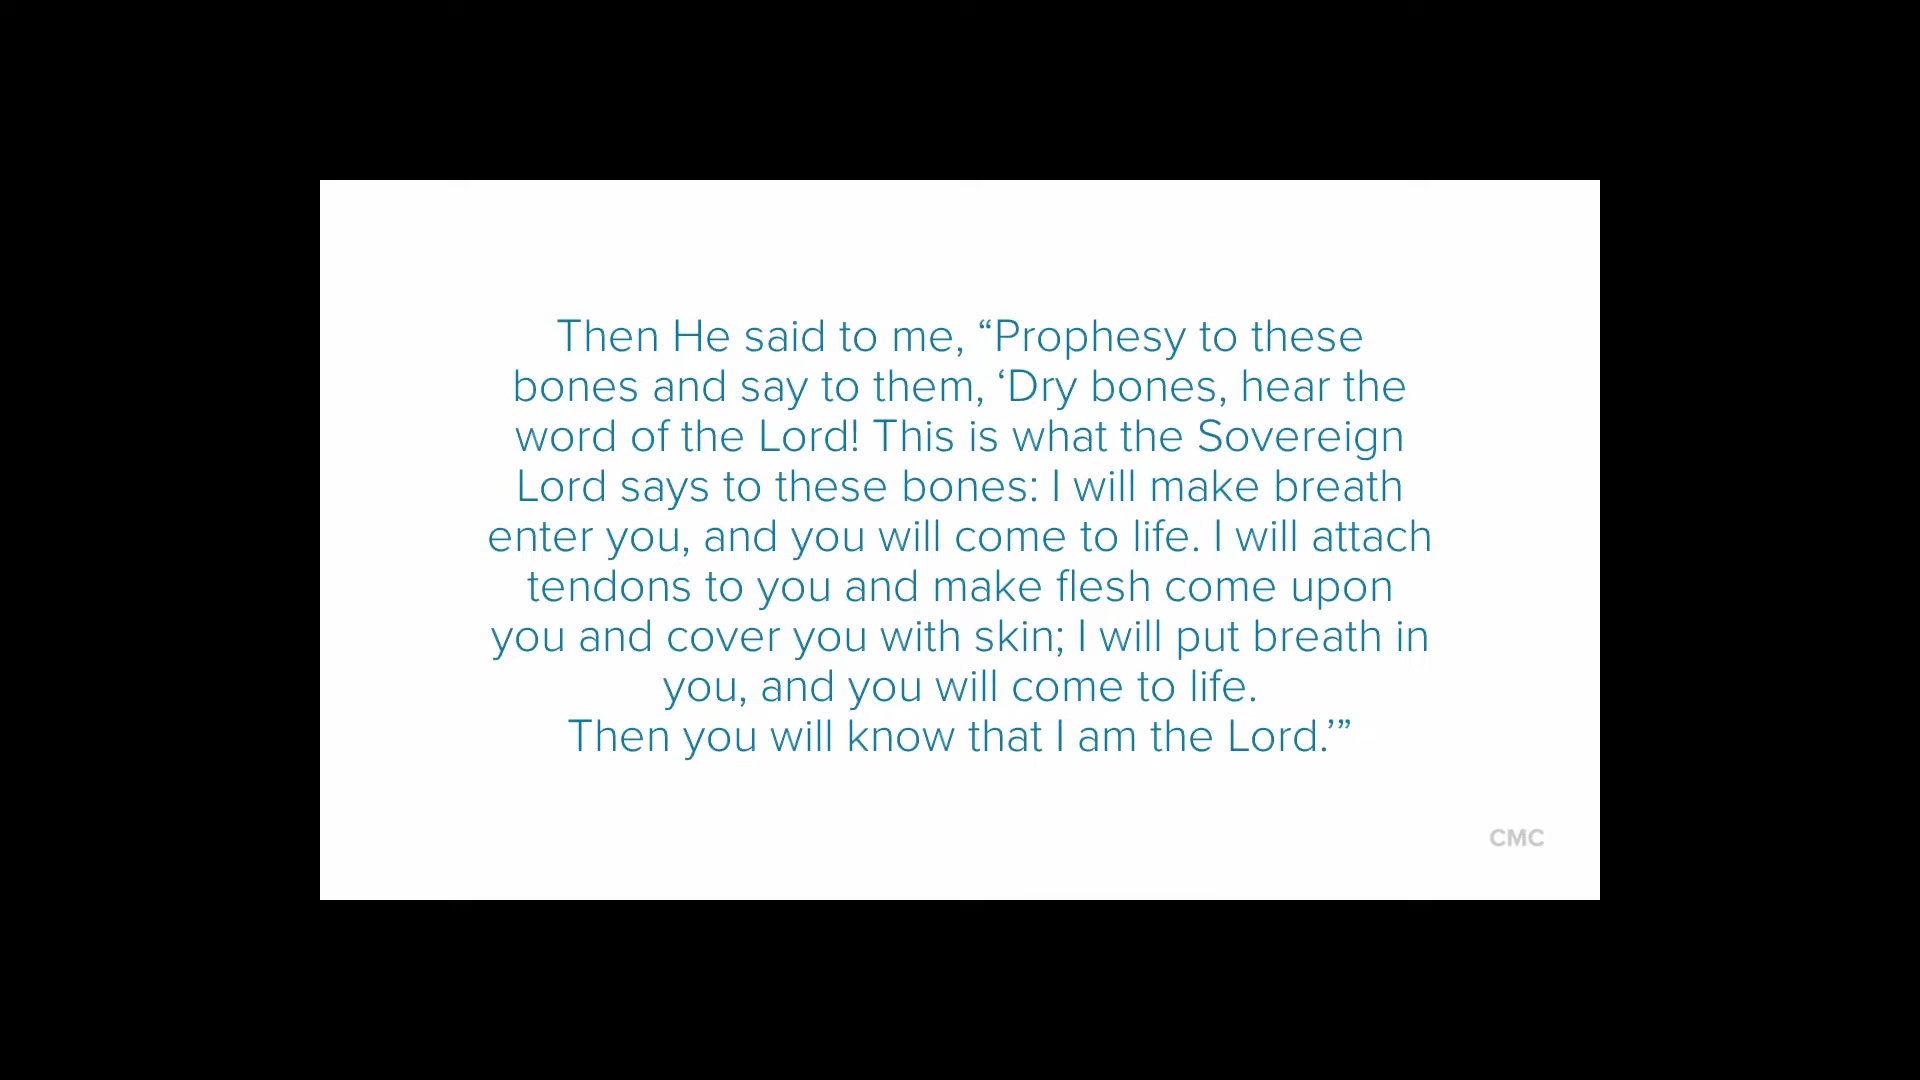 Then He said to me, “Prophesy to these
bones and say to them, ‘Dry bones, hear the
word of the Lord! This is what the Sovereign
Lord says to these bones: I will make breath
enter you, and you will come to life. I will attach
tendons to you and make flesh come upon
you and cover you with skin; I will put breath in
you, and you will come to life.
Then you will know that I am the Lord.’”
CMC